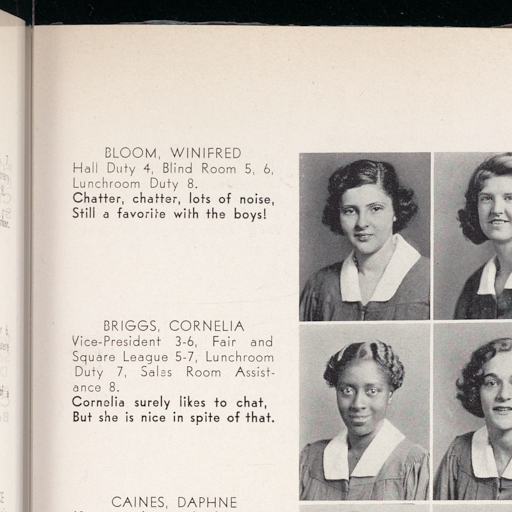 BLOOM, WINIFRED
Hall Duty 4, Blind Room 5, 6,
Lunchroom Duty 8.
Chatter, chatter, lots of noise,
Still a favorite with the boys!
BRIGGS, CORNELIA
Vice-President 3-6, Fair and
Square League 5-7, Lunchroom
Duty 7, Sales Room Assist-
ance 8.
Cornelia surely likes to chat,
But she is nice in spite of that.
CAINES, DAPHNE